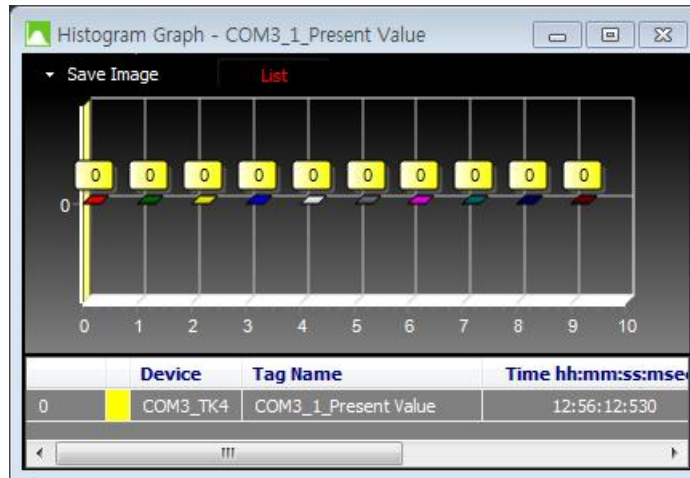 Histogram Graph - COM3_1_Present Value
Save Image List
0 0 0 0 0 0 0 0 0 0
0
0 1 2 3 4 5 6 7 8 9 10
Device Tag Name Time hh:mm:ss:msec
0 COM3_TK4 COM3_1_Present Value 12:56:12:530